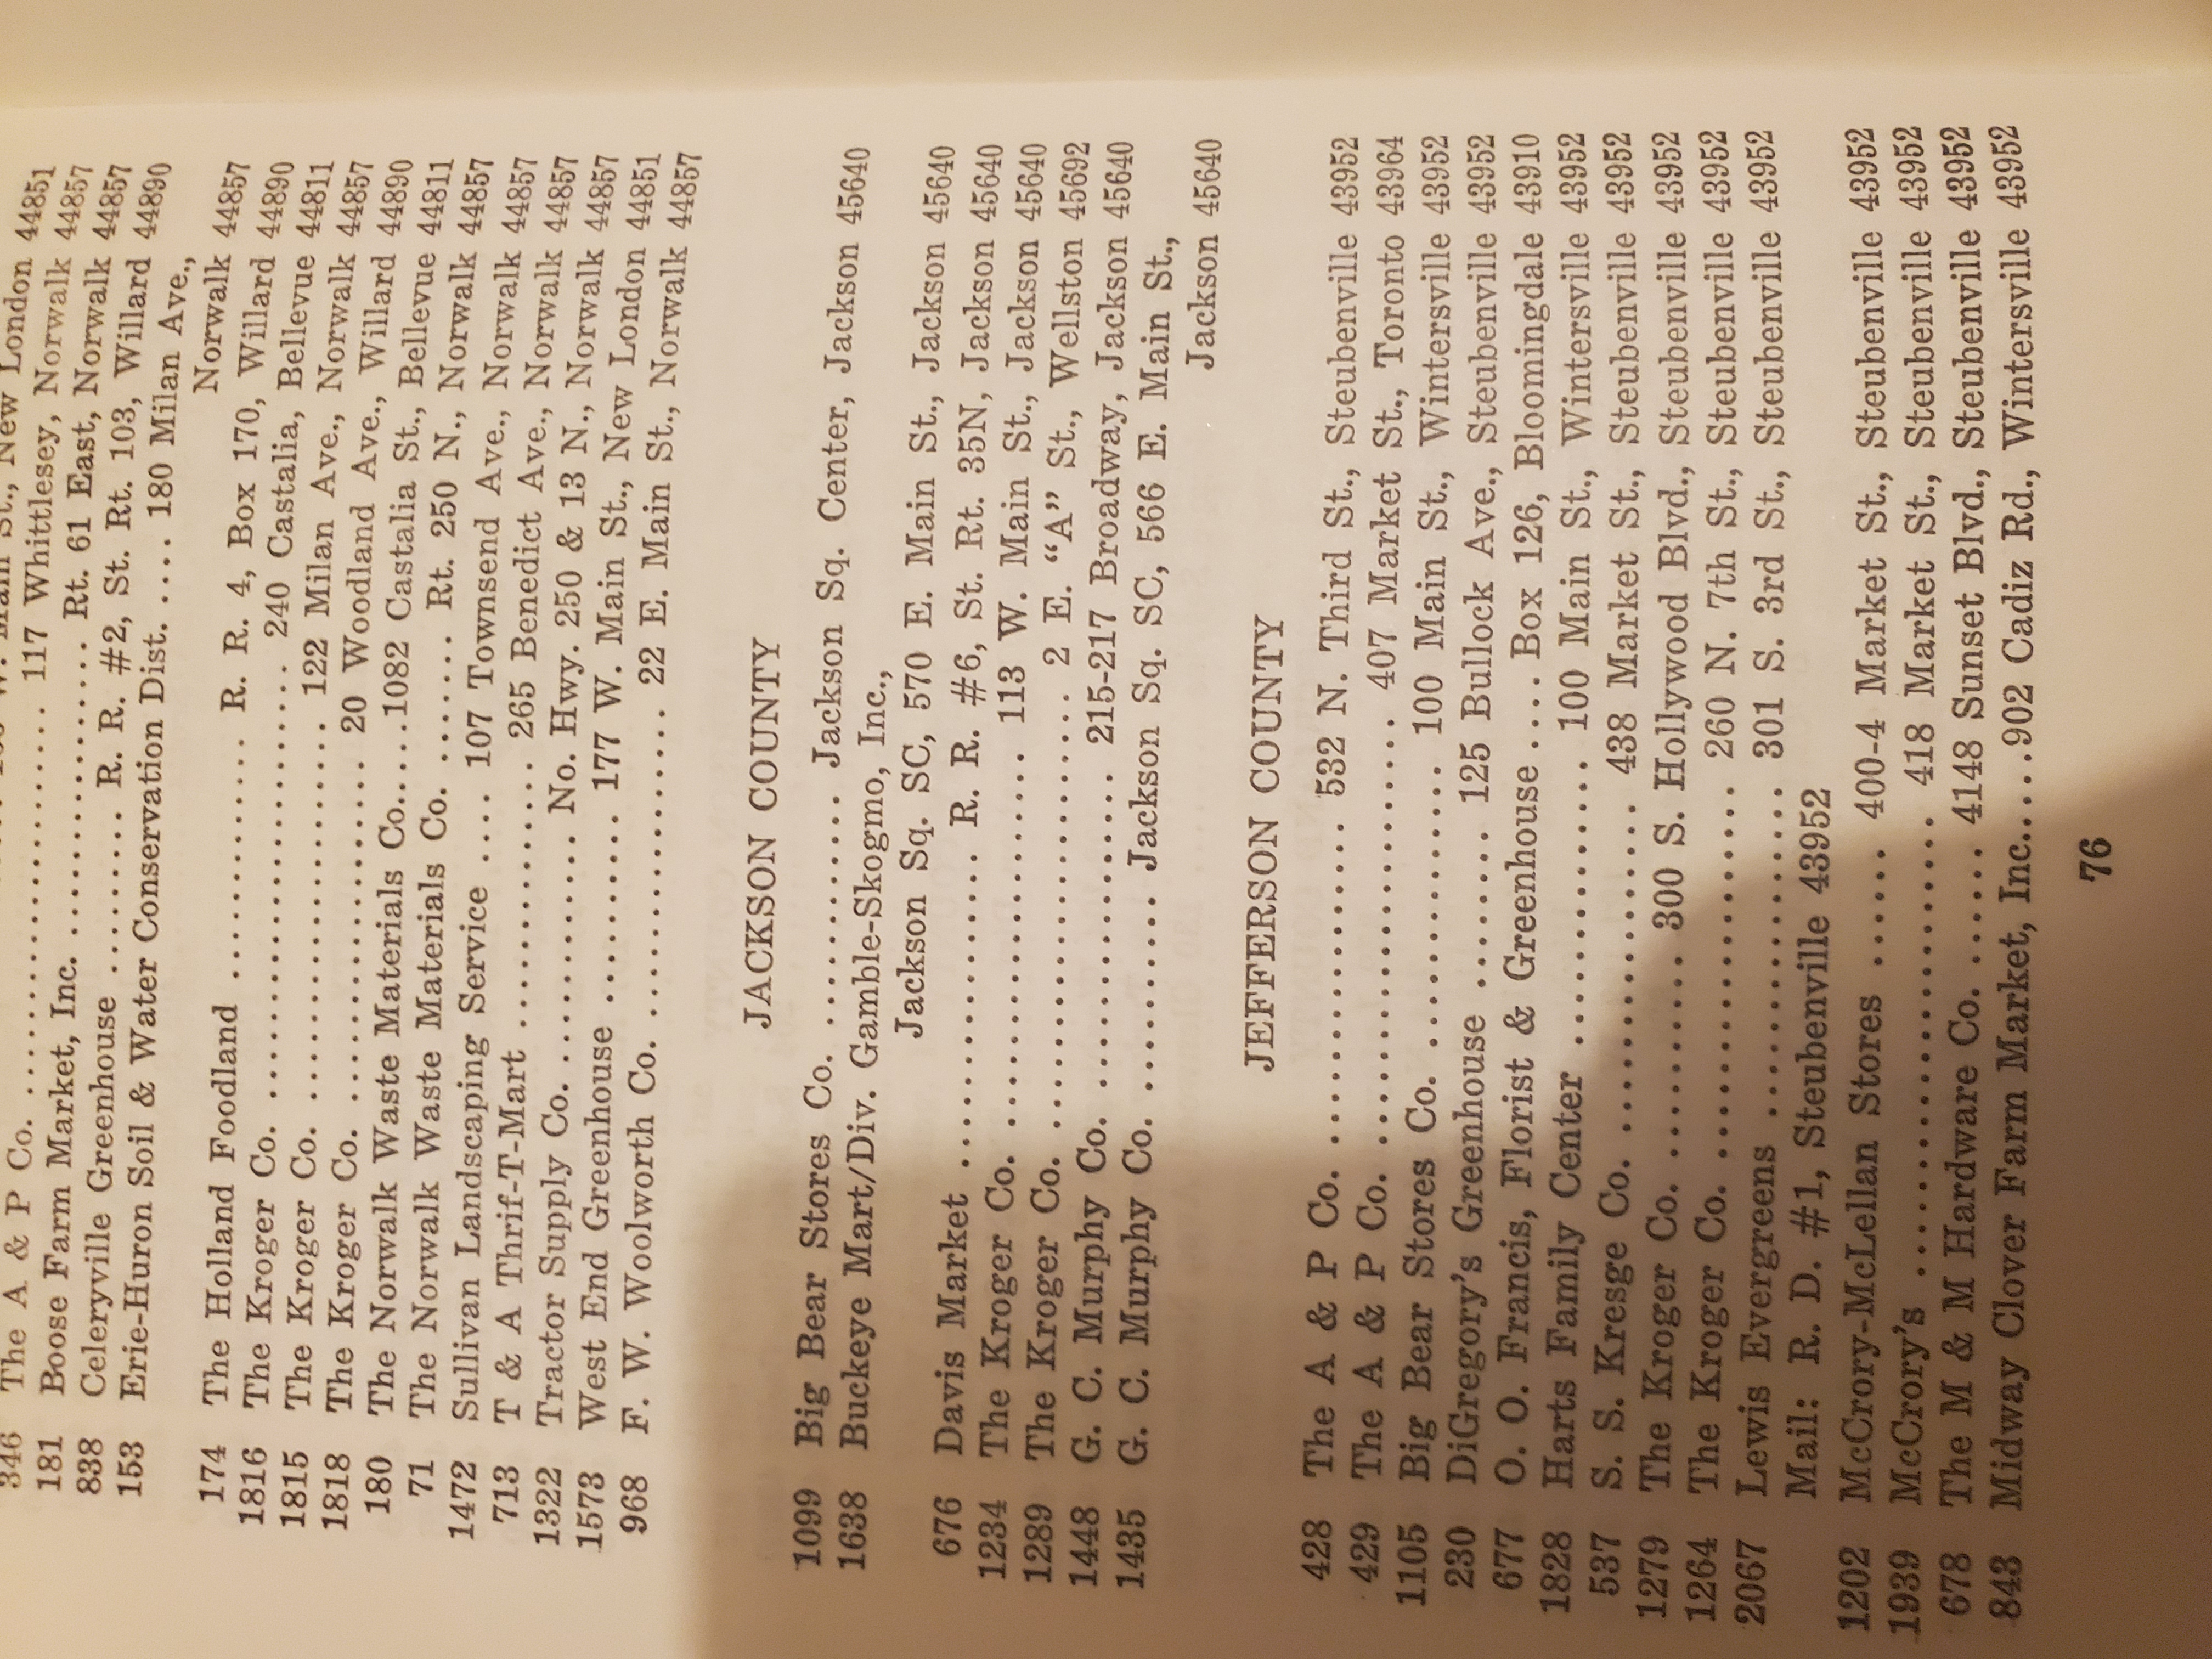 346 The A & P Co. .................. Main St., New London 44851
181 Boose Farm Market, Inc. .................. 117 Whittlesey, Norwalk 44857
838 Celeryville Greenhouse ........ Rt. 61 East, Norwalk 44857
153 Erie-Huron Soil & Water Conservation Dist. .... R. R. #2, St. Rt. 103, Willard 44890
180 Milan Ave.,
Norwalk 44857
174 The Holland Foodland ............ R. R. 4, Box 170, Willard 44890
1816 The Kroger Co. .................... 240 Castalia, Bellevue 44811
1815 The Kroger Co. .................. 122 Milan Ave., Norwalk 44857
1818 The Kroger Co. ................ 20 Woodland Ave., Willard 44890
180 The Norwalk Waste Materials Co....1082 Castalia St., Bellevue 44811
71 The Norwalk Waste Materials Co. ...... Rt. 250 N., Norwalk 44857
1472 Sullivan Landscaping Service .... 107 Townsend Ave., Norwalk 44857
713 T & A Thrif-T-Mart ............ 265 Benedict Ave., Norwalk 44857
1322 Tractor Supply Co. ........... No. Hwy. 250 & 13 N., Norwalk 44857
1573 West End Greenhouse ......... 177 W. Main St., New London 44851
968 F. W. Woolworth Co. ............... 22 E. Main St., Norwalk 44857
JACKSON COUNTY
1099 Big Bear Stores Co. ........... Jackson Sq. Center, Jackson 45640
1638 Buckeye Mart/Div. Gamble-Skogmo, Inc.,
Jackson Sq. SC, 570 E. Main St., Jackson 45640
676 Davis Market .............. R. R. #6, St. Rt. 35N, Jackson 45640
1234 The Kroger Co. .................. 113 W. Main St., Jackson 45640
1289 The Kroger Co. .................... 2 E. “A” St., Wellston 45692
1448 G. C. Murphy Co. .............. 215-217 Broadway, Jackson 45640
1435 G. C. Murphy Co. .......... Jackson Sq. SC, 566 E. Main St.,
Jackson 45640
JEFFERSON COUNTY
428 The A & P Co. ............... 532 N. Third St., Steubenville 43952
429 The A & P Co. .................... 407 Market St., Toronto 43964
1105 Big Bear Stores Co. .............. 100 Main St., Wintersville 43952
230 DiGregory’s Greenhouse ....... 125 Bullock Ave., Steubenville 43952
677 O. O. Francis, Florist & Greenhouse ... Box 126, Bloomingdale 43910
1828 Harts Family Center ............. 100 Main St., Wintersville 43952
537 S. S. Kresge Co. ............... 438 Market St., Steubenville 43952
1279 The Kroger Co. .......... 300 S. Hollywood Blvd., Steubenville 43952
1264 The Kroger Co. ................. 260 N. 7th St., Steubenville 43952
2067 Lewis Evergreens ............... 301 S. 3rd St., Steubenville 43952
Mail: R. D. #1, Steubenville 43952
1202 McCrory-McLellan Stores ...... 400-4 Market St., Steubenville 43952
1939 McCrory’s ..................... 418 Market St., Steubenville 43952
678 The M & M Hardware Co. ...... 4148 Sunset Blvd., Steubenville 43952
843 Midway Clover Farm Market, Inc.....902 Cadiz Rd., Wintersville 43952
76